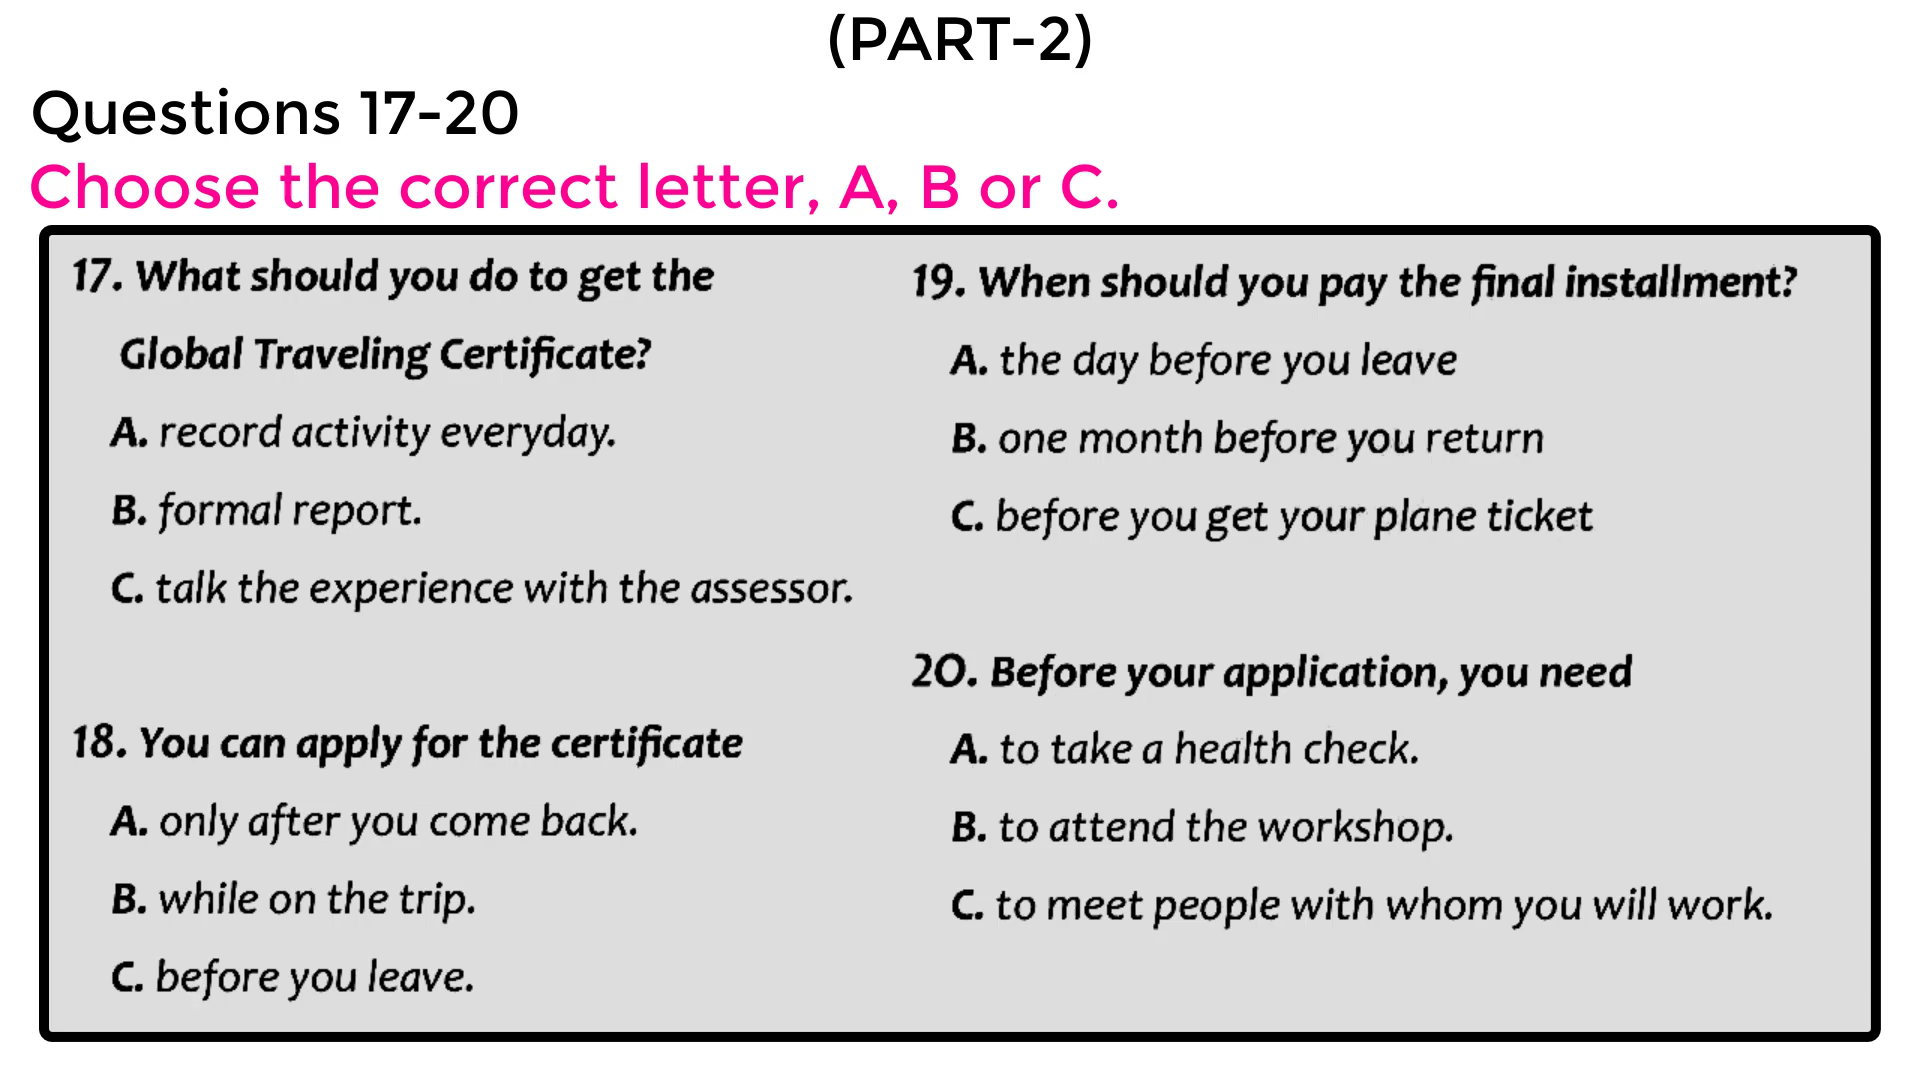 (PART-2)
Questions 17-20
Choose the correct letter, A, B or C.
17. What should you do to get the
Global Traveling Certificate?
A. record activity everyday.
B. formal report.
C. talk the experience with the assessor.
18. You can apply for the certificate
A. only after you come back.
B. while on the trip.
C. before you leave.
19. When should you pay the final installment?
A. the day before you leave
B. one month before you return
C. before you get your plane ticket
20. Before your application, you need
A. to take a health check.
B. to attend the workshop.
C. to meet people with whom you will work.